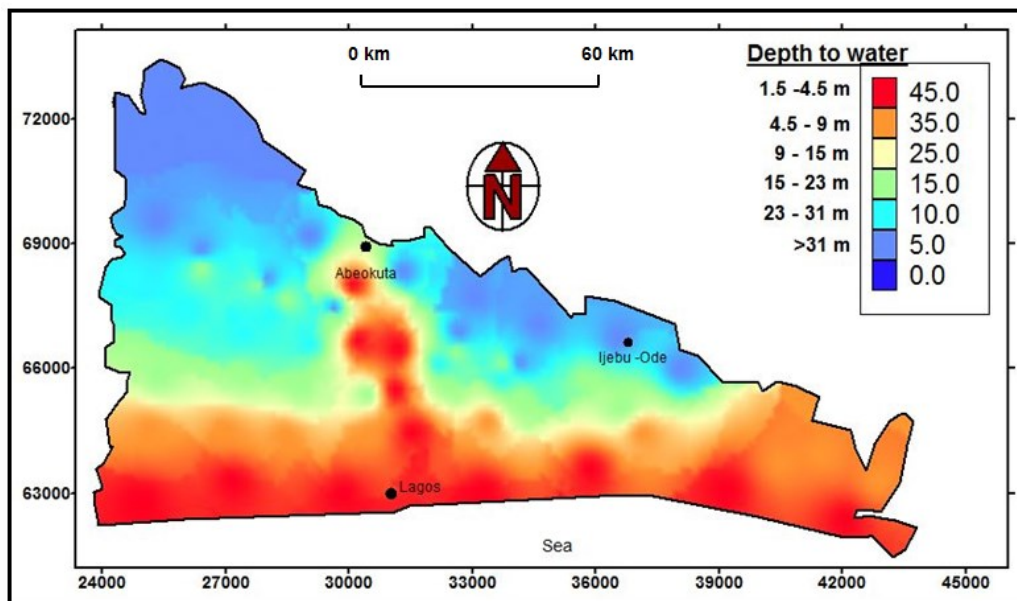 0 km 60 km
Depth to water
1.5 -4.5 m 45.0
4.5 - 9 m 35.0
9 - 15 m 25.0
15 - 23 m 15.0
23 - 31 m 10.0
>31 m 5.0
0.0
N
72000
69000
66000
63000
Abeokuta
Ijebu -Ode
Lagos
Sea
24000 27000 30000 33000 36000 39000 42000 45000